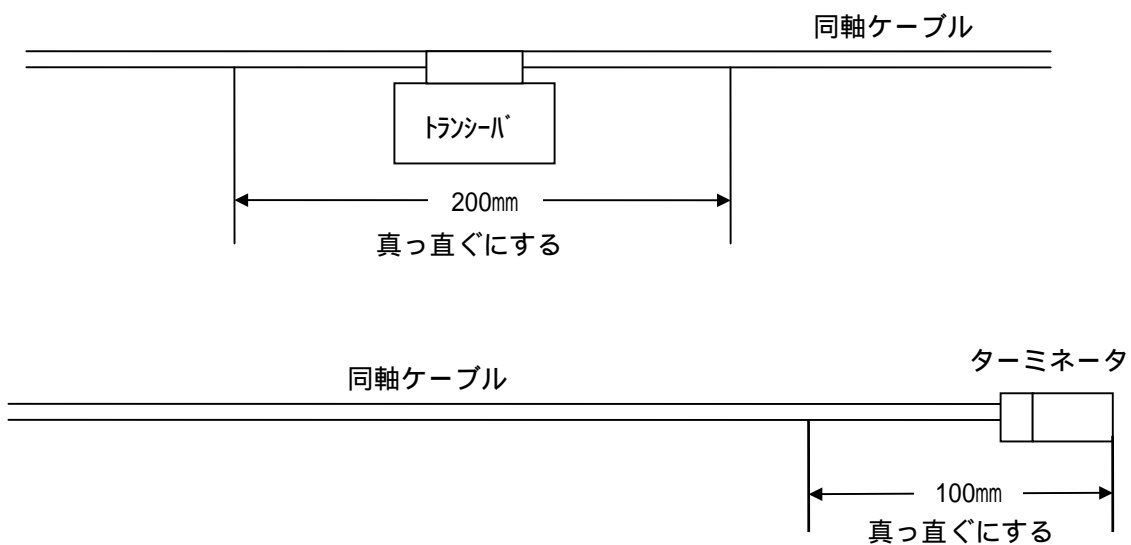 同軸ケーブル
ﾄﾗﾝｼｰﾊﾞ
200㎜
真っ直ぐにする
ターミネータ
同軸ケーブル
100㎜
真っ直ぐにする